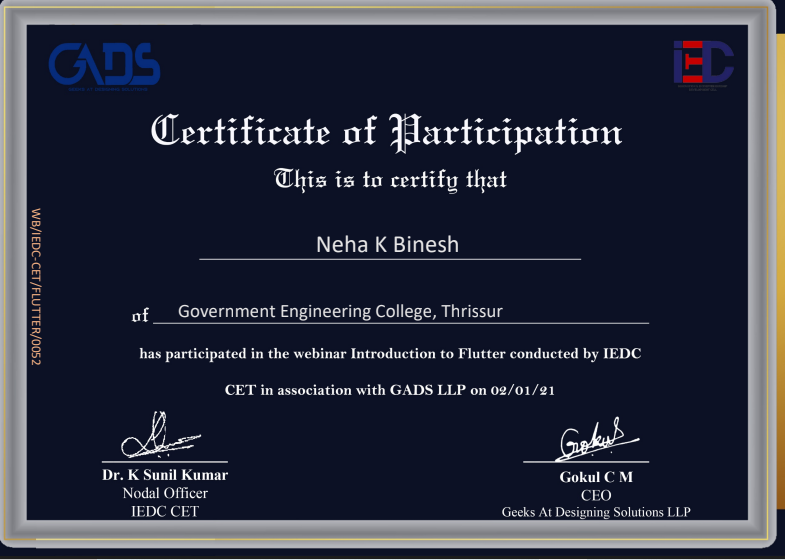 GADS
GEEKS AT DESIGNING SOLUTIONS
iEDC
Certificate of Participation
This is to certify that
Neha K Binesh
of Government Engineering College, Thrissur
has participated in the webinar Introduction to Flutter conducted by IEDC
CET in association with GADS LLP on 02/01/21
WB/IEDC-CET/FLUTTER/0052
Gokul
Dr. K Sunil Kumar
Nodal Officer
IEDC CET
Gokul C M
CEO
Geeks At Designing Solutions LLP